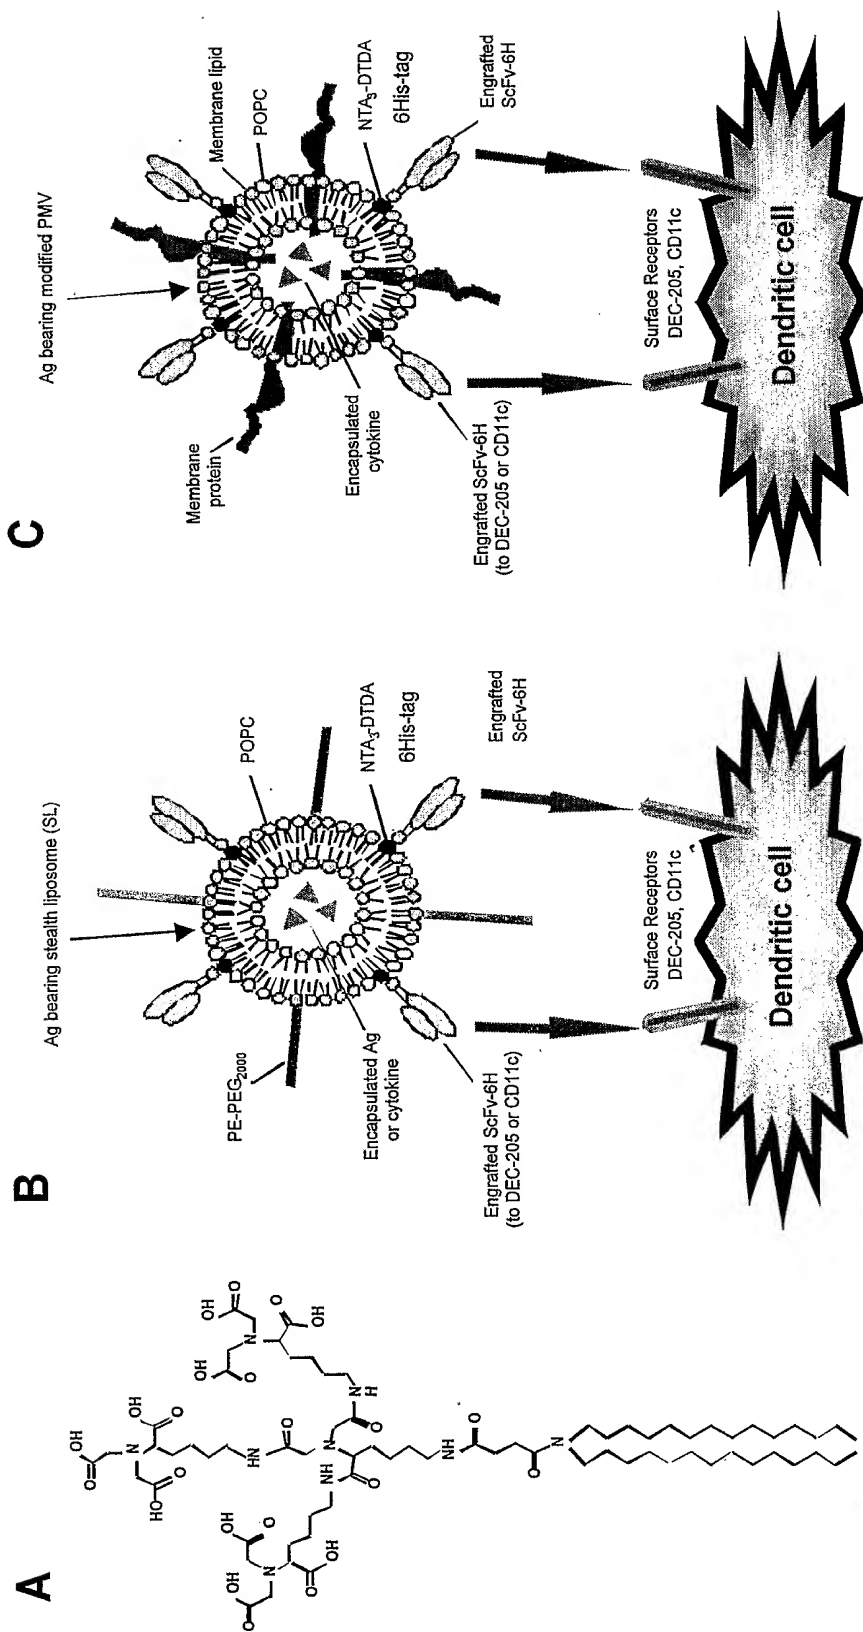 A
OH
O
N
OH
O
O
HO
OH
O
OH
O
N
O
OH
OH
O
OH
O
N
O
OH
HN
O
N
H
O
N
NH
O
NH
O
O
N
B
Ag bearing stealth liposome (SL)
PE-PEG2000
POPC
NTA3-DTDA
6His-tag
Encapsulated Ag
or cytokine
Engrafted ScFv-6H
(to DEC-205 or CD11c)
Engrafted
ScFv-6H
Surface Receptors
DEC-205, CD11c
Dendritic cell
C
Ag bearing modified PMV
Membrane
protein
Membrane lipid
POPC
NTA3-DTDA
6His-tag
Encapsulated
cytokine
Engrafted ScFv-6H
(to DEC-205 or CD11c)
Engrafted
ScFv-6H
Surface Receptors
DEC-205, CD11c
Dendritic cell